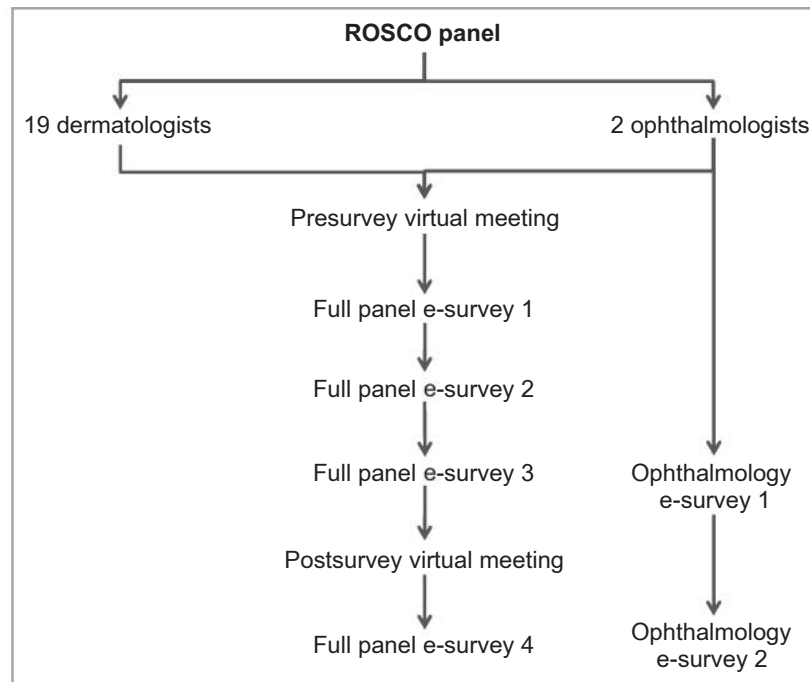 ROSCO panel
19 dermatologists
2 ophthalmologists
Presurvey virtual meeting
Full panel e-survey 1
Full panel e-survey 2
Full panel e-survey 3
Ophthalmology
e-survey 1
Postsurvey virtual meeting
Full panel e-survey 4
Ophthalmology
e-survey 2